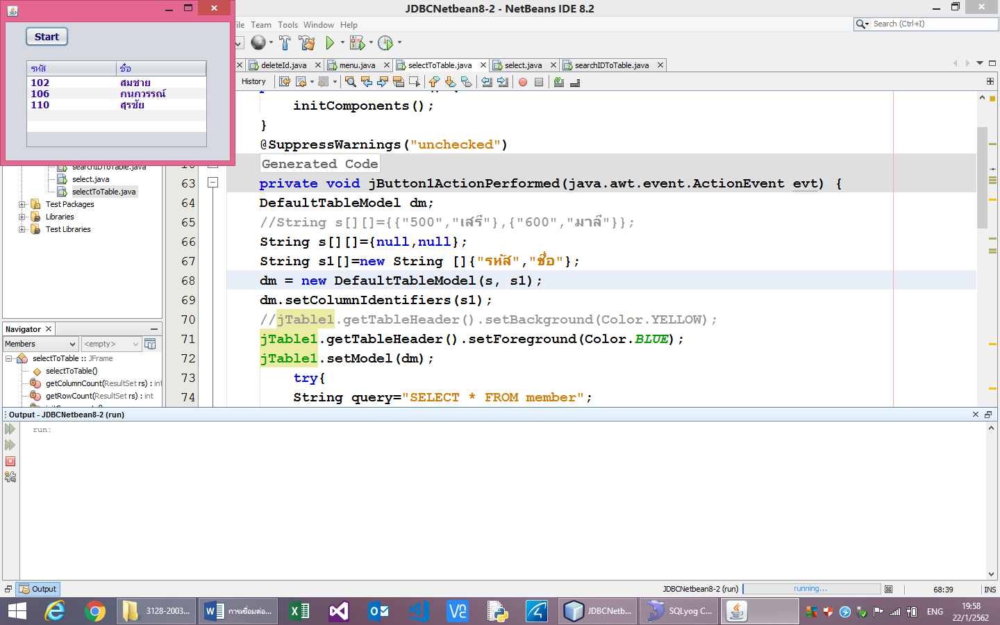 JDBCNetbean8-2 - NetBeans IDE 8.2
Start
รหัส ชื่อ
102 สมชาย
106 กนกวรรณ์
110 สุรชัย
File Team Tools Window Help
Search (Ctrl+I)
deleteId.java menu.java selectToTable.java select.java searchIDToTable.java
History
initComponents();
}
@SuppressWarnings("unchecked")
Generated Code
63 private void jButton1ActionPerformed(java.awt.event.ActionEvent evt) {
64 DefaultTableModel dm;
65 //String s[][]={{"500","เสรี"},{"600","มาลี"}};
66 String s[][]={null,null};
67 String s1[]=new String []{"รหัส","ชื่อ"};
68 dm = new DefaultTableModel(s, s1);
69 dm.setColumnIdentifiers(s1);
70 //jTable1.getTableHeader().setBackground(Color.YELLOW);
71 jTable1.getTableHeader().setForeground(Color.BLUE);
72 jTable1.setModel(dm);
73 try{
74 String query="SELECT * FROM member";
searchIDToTable.java
select.java
selectToTable.java
Test Packages
Libraries
Test Libraries
Navigator
Members <empty>
selectToTable :: JFrame
selectToTable()
getColumnCount(ResultSet rs) : int
getRowCount(ResultSet rs) : int
Output - JDBCNetbean8-2 (run)
run:
Output
JDBCNetbean8-2 (run) running... 68:39 INS
3128-2003... การเชื่อมต่อ... JDBCNetb... SQLyog C... ENG 19:58
22/1/2562